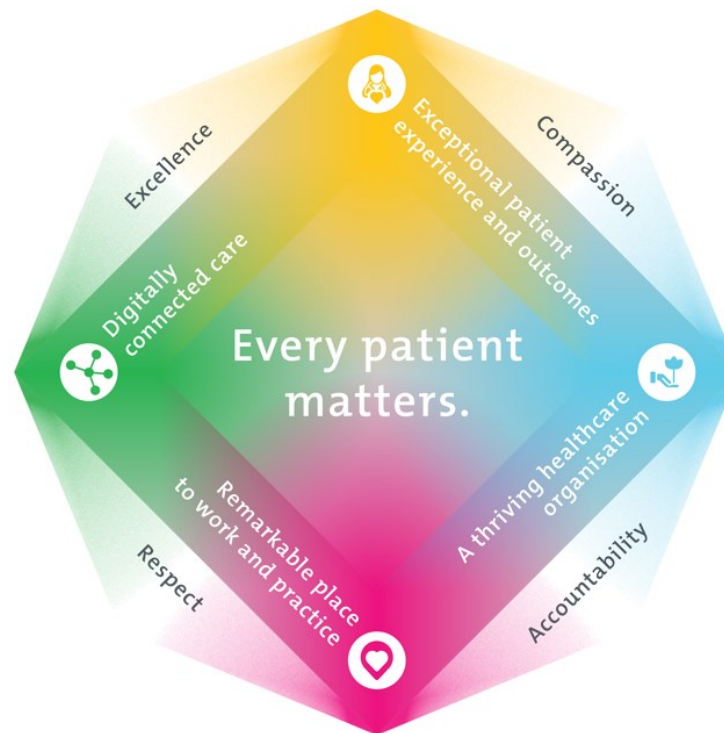 Excellence
Compassion
Exceptional patient
experience and outcomes
Digitally
connected care
Every patient
matters.
Remarkable place
to work and practice
A thriving healthcare
organisation
Respect
Accountability